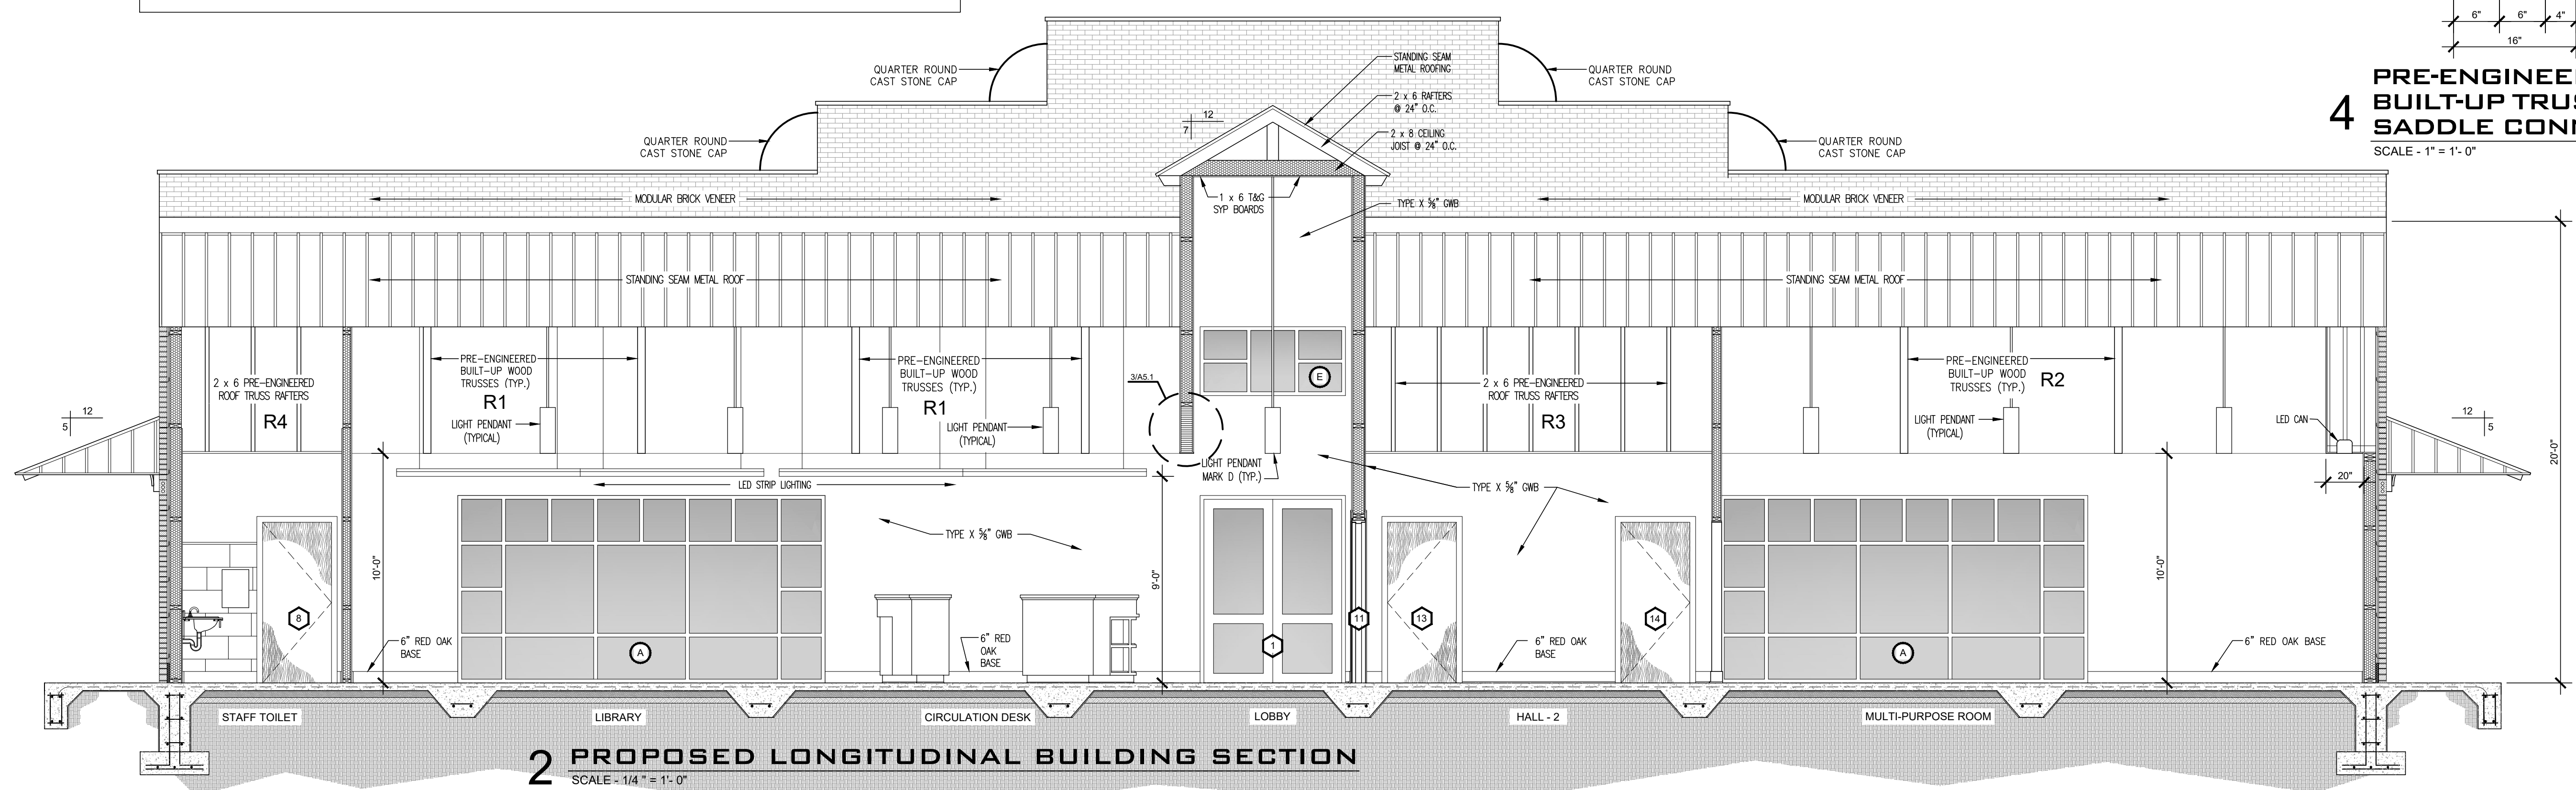 6" 6" 4"
16"
PRE-ENGINEE
BUILT-UP TRUS
4 SADDLE CONN
SCALE - 1" = 1'- 0"
QUARTER ROUND
CAST STONE CAP
QUARTER ROUND
CAST STONE CAP
STANDING SEAM
METAL ROOFING
2 x 6 RAFTERS
@ 24" O.C.
2 x 8 CEILING
JOIST @ 24" O.C.
12
7
QUARTER ROUND
CAST STONE CAP
QUARTER ROUND
CAST STONE CAP
MODULAR BRICK VENEER
1 x 6 T&G
SYP BOARDS
TYPE X ⅝" GWB
MODULAR BRICK VENEER
STANDING SEAM METAL ROOF
STANDING SEAM METAL ROOF
20'-0"
2 x 6 PRE-ENGINEERED
ROOF TRUSS RAFTERS
R4
PRE-ENGINEERED
BUILT-UP WOOD
TRUSSES (TYP.)
R1
LIGHT PENDANT
(TYPICAL)
PRE-ENGINEERED
BUILT-UP WOOD
TRUSSES (TYP.)
R1
LIGHT PENDANT
(TYPICAL)
3/A5.1
E
2 x 6 PRE-ENGINEERED
ROOF TRUSS RAFTERS
R3
PRE-ENGINEERED
BUILT-UP WOOD
TRUSSES (TYP.)
R2
LIGHT PENDANT
(TYPICAL)
LED CAN
12
5
12
5
20"
LIGHT PENDANT
MARK D (TYP.)
LED STRIP LIGHTING
TYPE X ⅝" GWB
TYPE X ⅝" GWB
10'-0"
9'-0"
10'-0"
8
A
1
11
13
14
A
6" RED OAK
BASE
6" RED
OAK
BASE
6" RED OAK
BASE
6" RED OAK BASE
STAFF TOILET
LIBRARY
CIRCULATION DESK
LOBBY
HALL - 2
MULTI-PURPOSE ROOM
2 PROPOSED LONGITUDINAL BUILDING SECTION
SCALE - 1/4 " = 1'- 0"